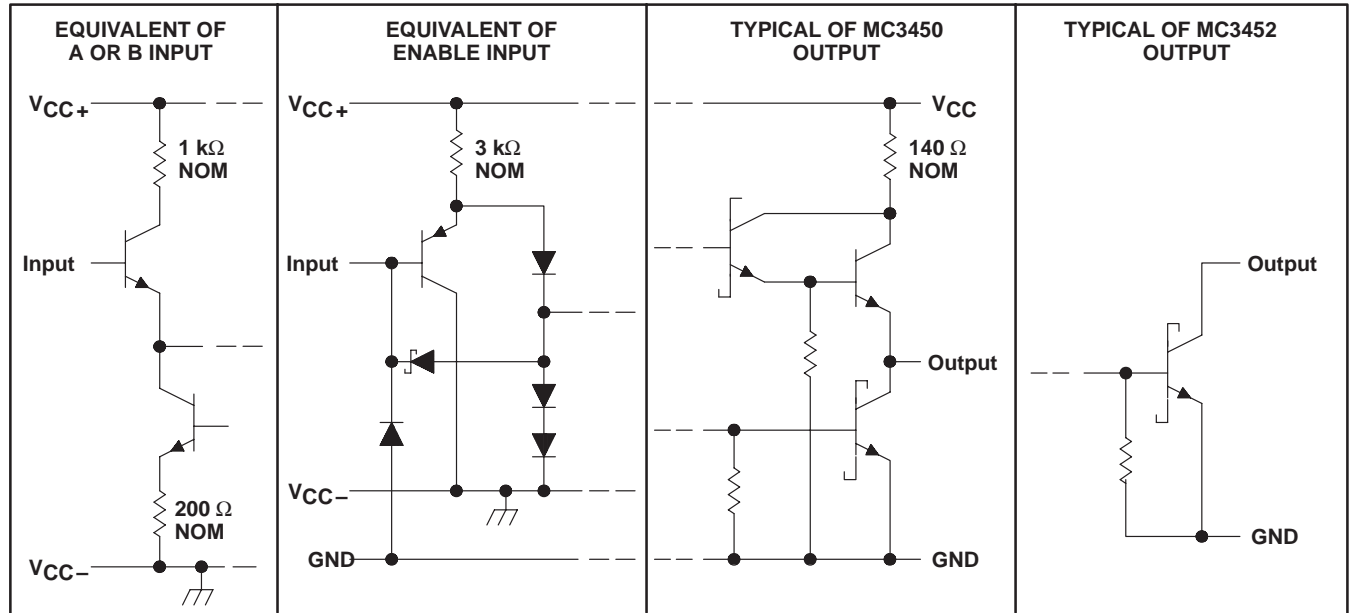 EQUIVALENT OF
A OR B INPUT
VCC+
1 kΩ
NOM
Input
200 Ω
NOM
VCC−
EQUIVALENT OF
ENABLE INPUT
VCC+
3 kΩ
NOM
Input
VCC−
GND
TYPICAL OF MC3450
OUTPUT
VCC
140 Ω
NOM
Output
GND
TYPICAL OF MC3452
OUTPUT
Output
GND